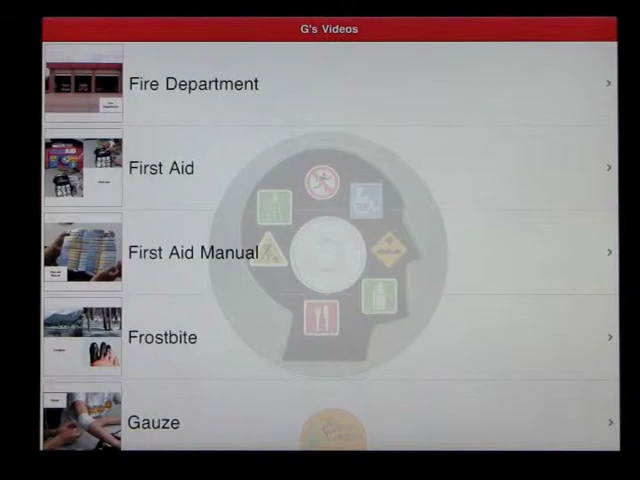 G's Videos
Fire Department
First Aid
First Aid Manual
Frostbite
Gauze